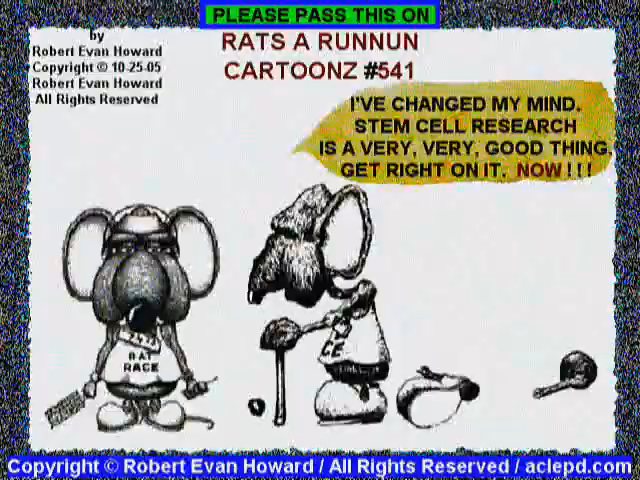 PLEASE PASS THIS ON
by
Robert Evan Howard
Copyright © 10-25-05
Robert Evan Howard
All Rights Reserved
RATS A RUNNUN
CARTOONZ #541
I'VE CHANGED MY MIND.
STEM CELL RESEARCH
IS A VERY, VERY, GOOD THING.
GET RIGHT ON IT. NOW ! ! !
RAT
RACE
CE
Copyright © Robert Evan Howard / All Rights Reserved / aclepd.com/